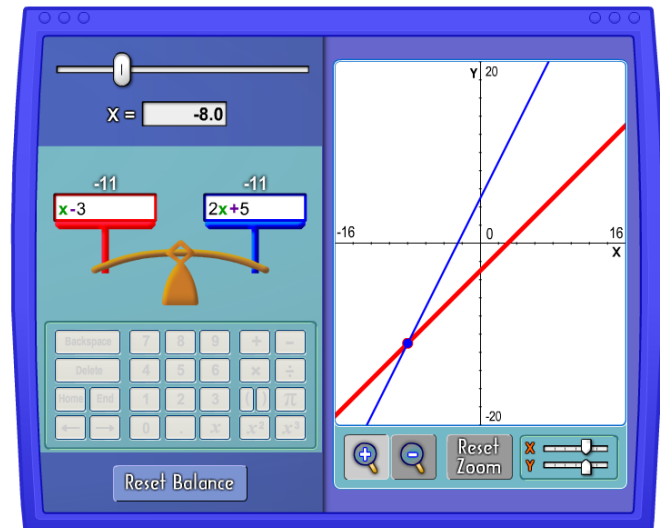 X = -8.0
-11 -11
x-3 2x+5
Backspace 7 8 9 + −
Delete 4 5 6 × ÷
Home End 1 2 3 ( ) π
← → 0 . x x² x³
Reset Balance
Y 20
-16 0 16
X
-20
Reset
Zoom
X
Y